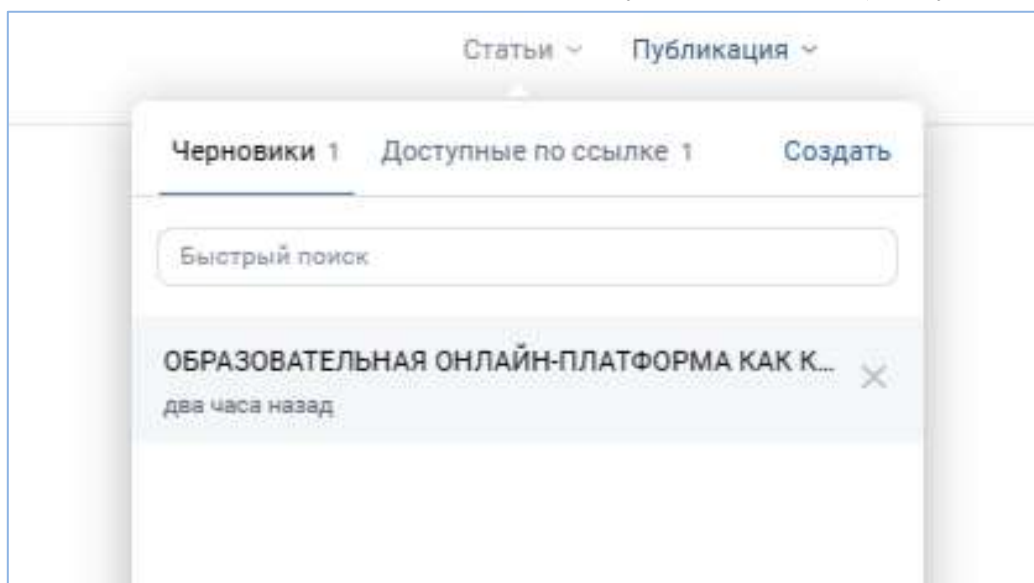 Статьи Публикация
Черновики 1 Доступные по ссылке 1 Создать
Быстрый поиск
ОБРАЗОВАТЕЛЬНАЯ ОНЛАЙН-ПЛАТФОРМА КАК К...
два часа назад